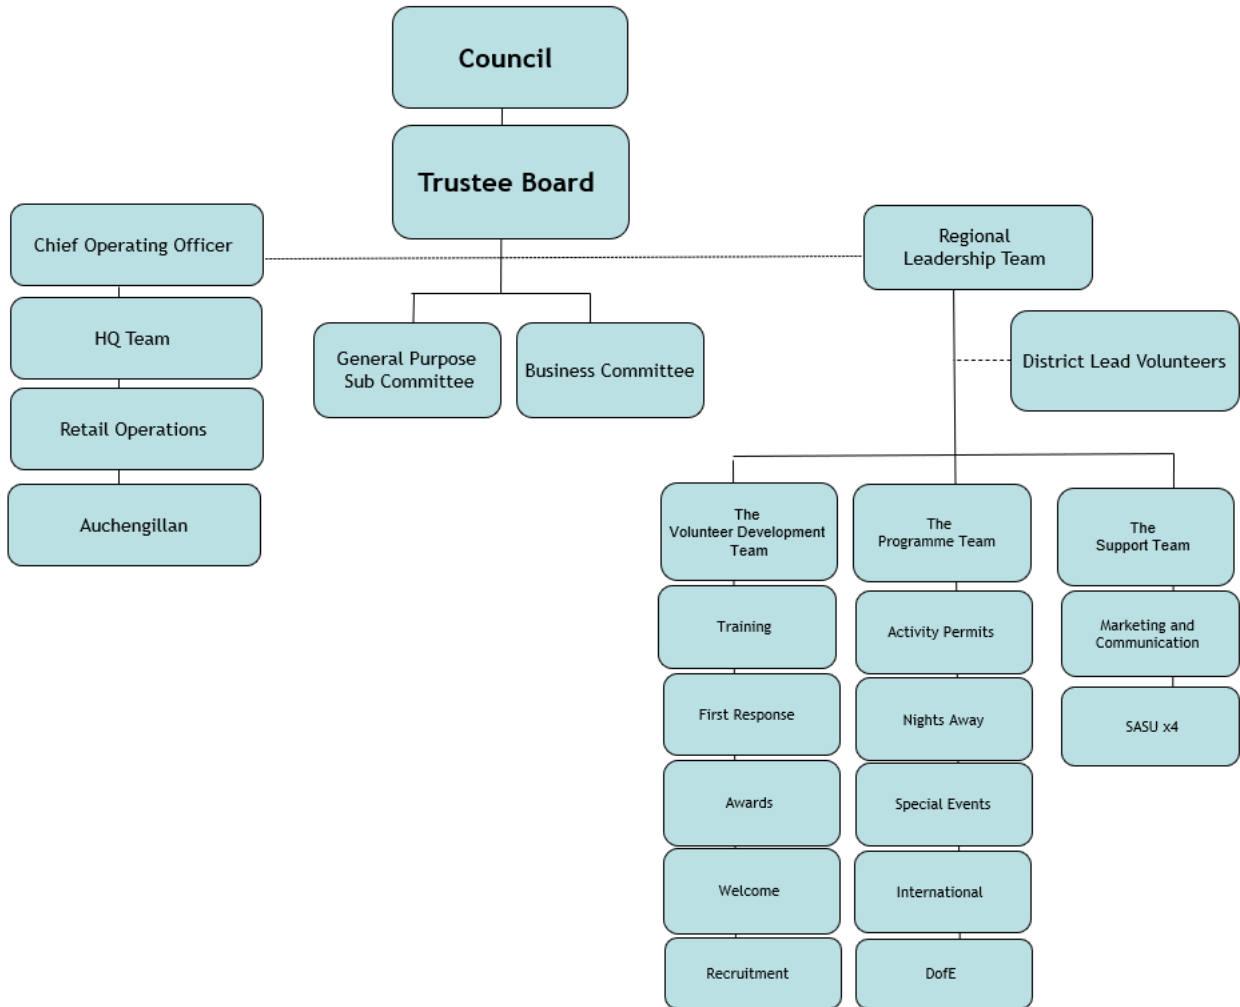 Council
Trustee Board
Chief Operating Officer
Regional
Leadership Team
HQ Team
General Purpose
Sub Committee
Business Committee
District Lead Volunteers
Retail Operations
Auchengillan
The
Volunteer Development
Team
The
Programme Team
The
Support Team
Training
Activity Permits
Marketing and
Communication
First Response
Nights Away
SASU x4
Awards
Special Events
Welcome
International
Recruitment
DofE